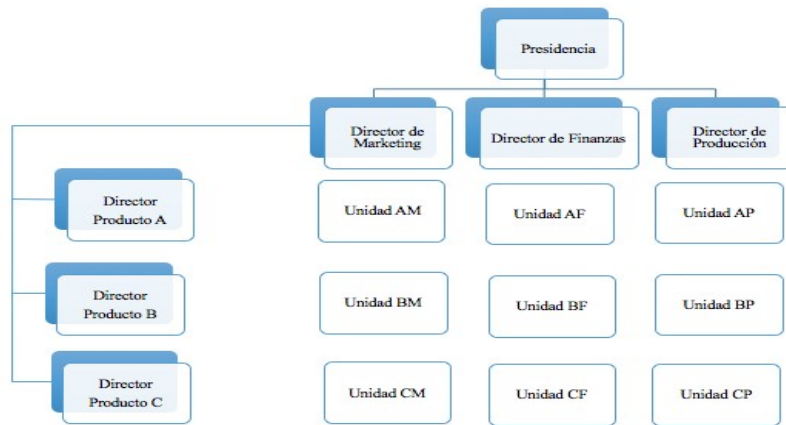 Presidencia
Director de
Marketing
Director de Finanzas
Director de
Producción
Director
Producto A
Unidad AM
Unidad AF
Unidad AP
Director
Producto B
Unidad BM
Unidad BF
Unidad BP
Director
Producto C
Unidad CM
Unidad CF
Unidad CP